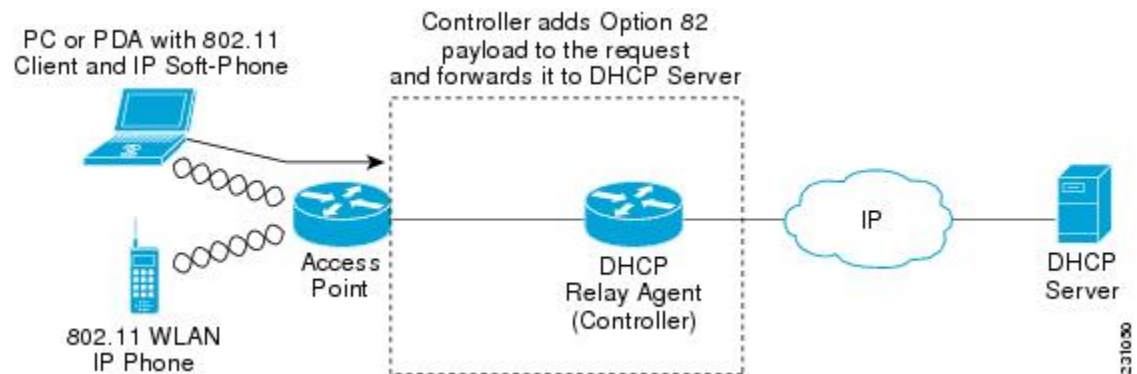 Controller adds Option 82
payload to the request
and forwards it to DHCP Server
PC or PDA with 802.11
Client and IP Soft-Phone
IP
Access
Point
DHCP
Relay Agent
(Controller)
DHCP
Server
802.11 WLAN
IP Phone
231050